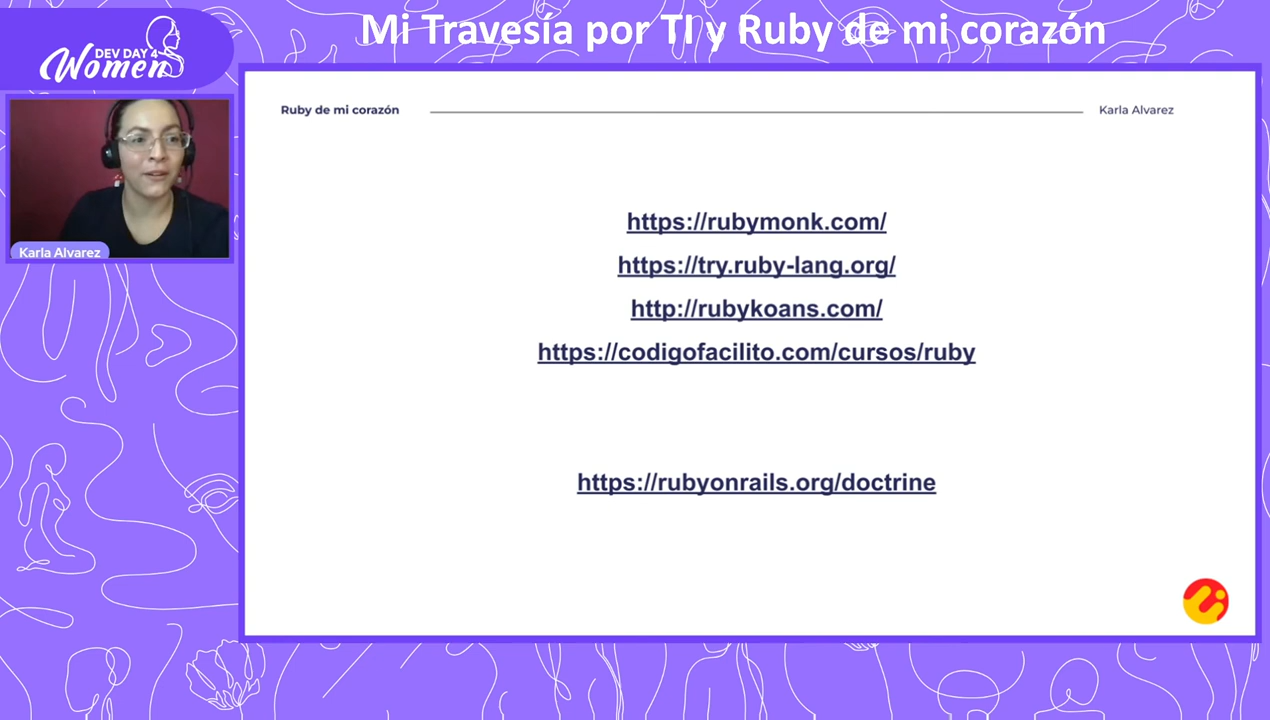 Mi Travesía por TI y Ruby de mi corazón
DEV DAY 4
Women
Karla Alvarez
Ruby de mi corazón
Karla Alvarez
https://rubymonk.com/
https://try.ruby-lang.org/
http://rubykoans.com/
https://codigofacilito.com/cursos/ruby
https://rubyonrails.org/doctrine